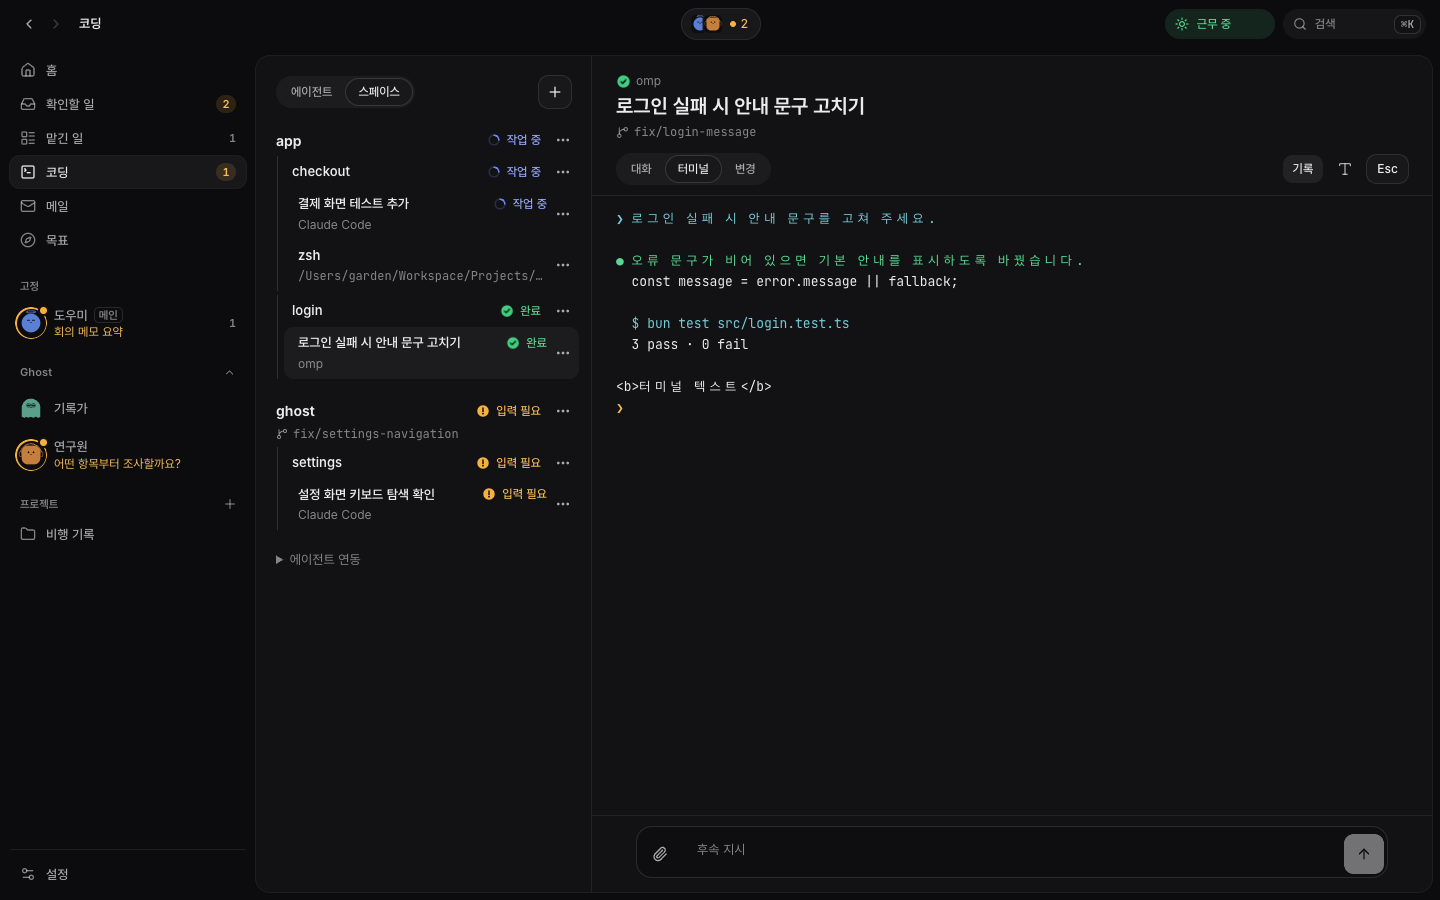 코딩
2
근무 중
검색
⌘K
홈
확인할 일
2
맡긴 일
1
코딩
1
메일
목표
고정
도우미 메인
회의 메모 요약
1
Ghost
기록가
연구원
어떤 항목부터 조사할까요?
프로젝트
비행 기록
설정
에이전트
스페이스
app
작업 중
checkout
작업 중
결제 화면 테스트 추가
작업 중
Claude Code
zsh
/Users/garden/Workspace/Projects/…
login
완료
로그인 실패 시 안내 문구 고치기
완료
omp
ghost
입력 필요
fix/settings-navigation
settings
입력 필요
설정 화면 키보드 탐색 확인
입력 필요
Claude Code
에이전트 연동
omp
로그인 실패 시 안내 문구 고치기
fix/login-message
대화
터미널
변경
기록
Esc
❯ 로그인 실패 시 안내 문구를 고쳐 주세요.
● 오류 문구가 비어 있으면 기본 안내를 표시하도록 바꿨습니다.
const message = error.message || fallback;
$ bun test src/login.test.ts
3 pass · 0 fail
<b>터미널 텍스트</b>
❯
후속 지시